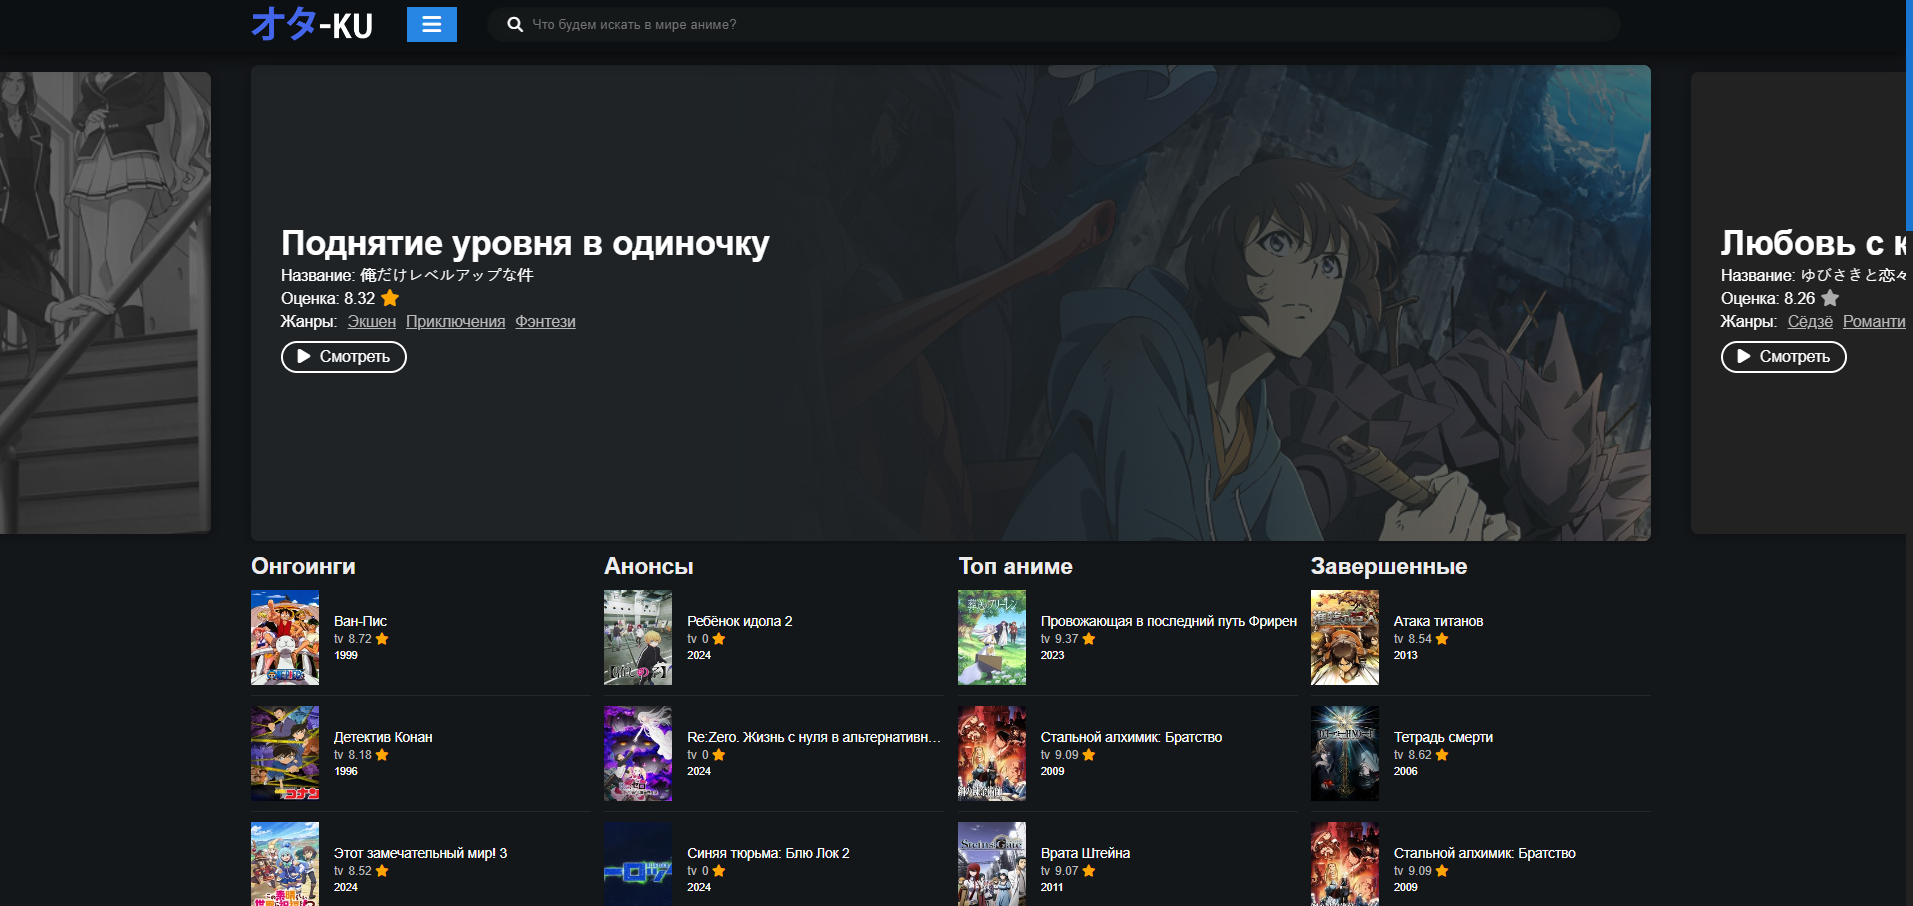 オタ-KU
Что будем искать в мире аниме?
Поднятие уровня в одиночку
Название: 俺だけレベルアップな件
Оценка: 8.32
Жанры: Экшен Приключения Фэнтези
Смотреть
Любовь с к
Название: ゆびさきと恋々
Оценка: 8.26
Жанры: Сёдзё Романти
Смотреть
Онгоинги
Ван-Пис
tv 8.72
1999
Детектив Конан
tv 8.18
1996
Этот замечательный мир! 3
tv 8.52
2024
Анонсы
Ребёнок идола 2
tv 0
2024
Re:Zero. Жизнь с нуля в альтернативн...
tv 0
2024
Синяя тюрьма: Блю Лок 2
tv 0
2024
Топ аниме
Провожающая в последний путь Фрирен
tv 9.37
2023
Стальной алхимик: Братство
tv 9.09
2009
Врата Штейна
tv 9.07
2011
Завершенные
Атака титанов
tv 8.54
2013
Тетрадь смерти
tv 8.62
2006
Стальной алхимик: Братство
tv 9.09
2009